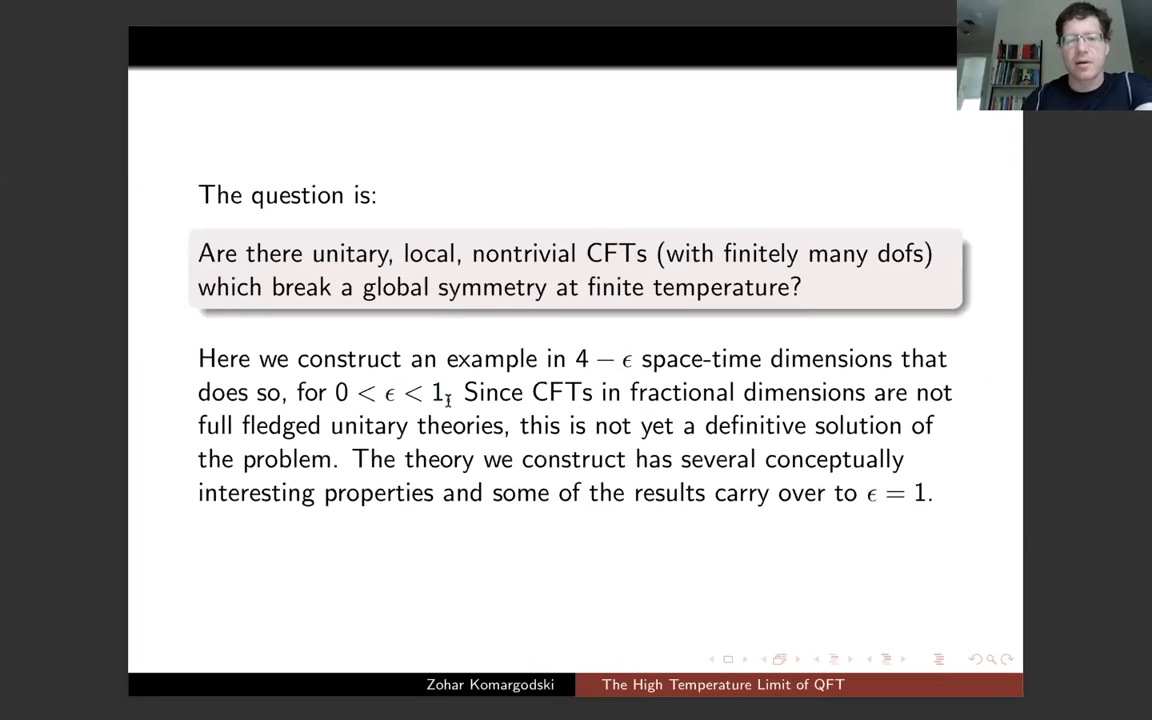 The question is:
Are there unitary, local, nontrivial CFTs (with finitely many dofs)
which break a global symmetry at finite temperature?
Here we construct an example in 4 − ϵ space-time dimensions that
does so, for 0 < ϵ < 1. Since CFTs in fractional dimensions are not
full fledged unitary theories, this is not yet a definitive solution of
the problem. The theory we construct has several conceptually
interesting properties and some of the results carry over to ϵ = 1.
Zohar Komargodski
The High Temperature Limit of QFT